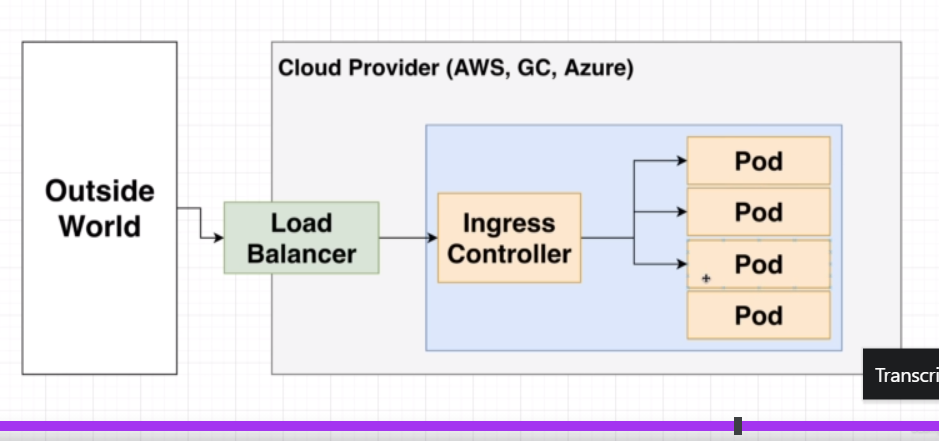 Cloud Provider (AWS, GC, Azure)
Outside
World
Load
Balancer
Ingress
Controller
Pod
Pod
Pod
Pod
Transcri